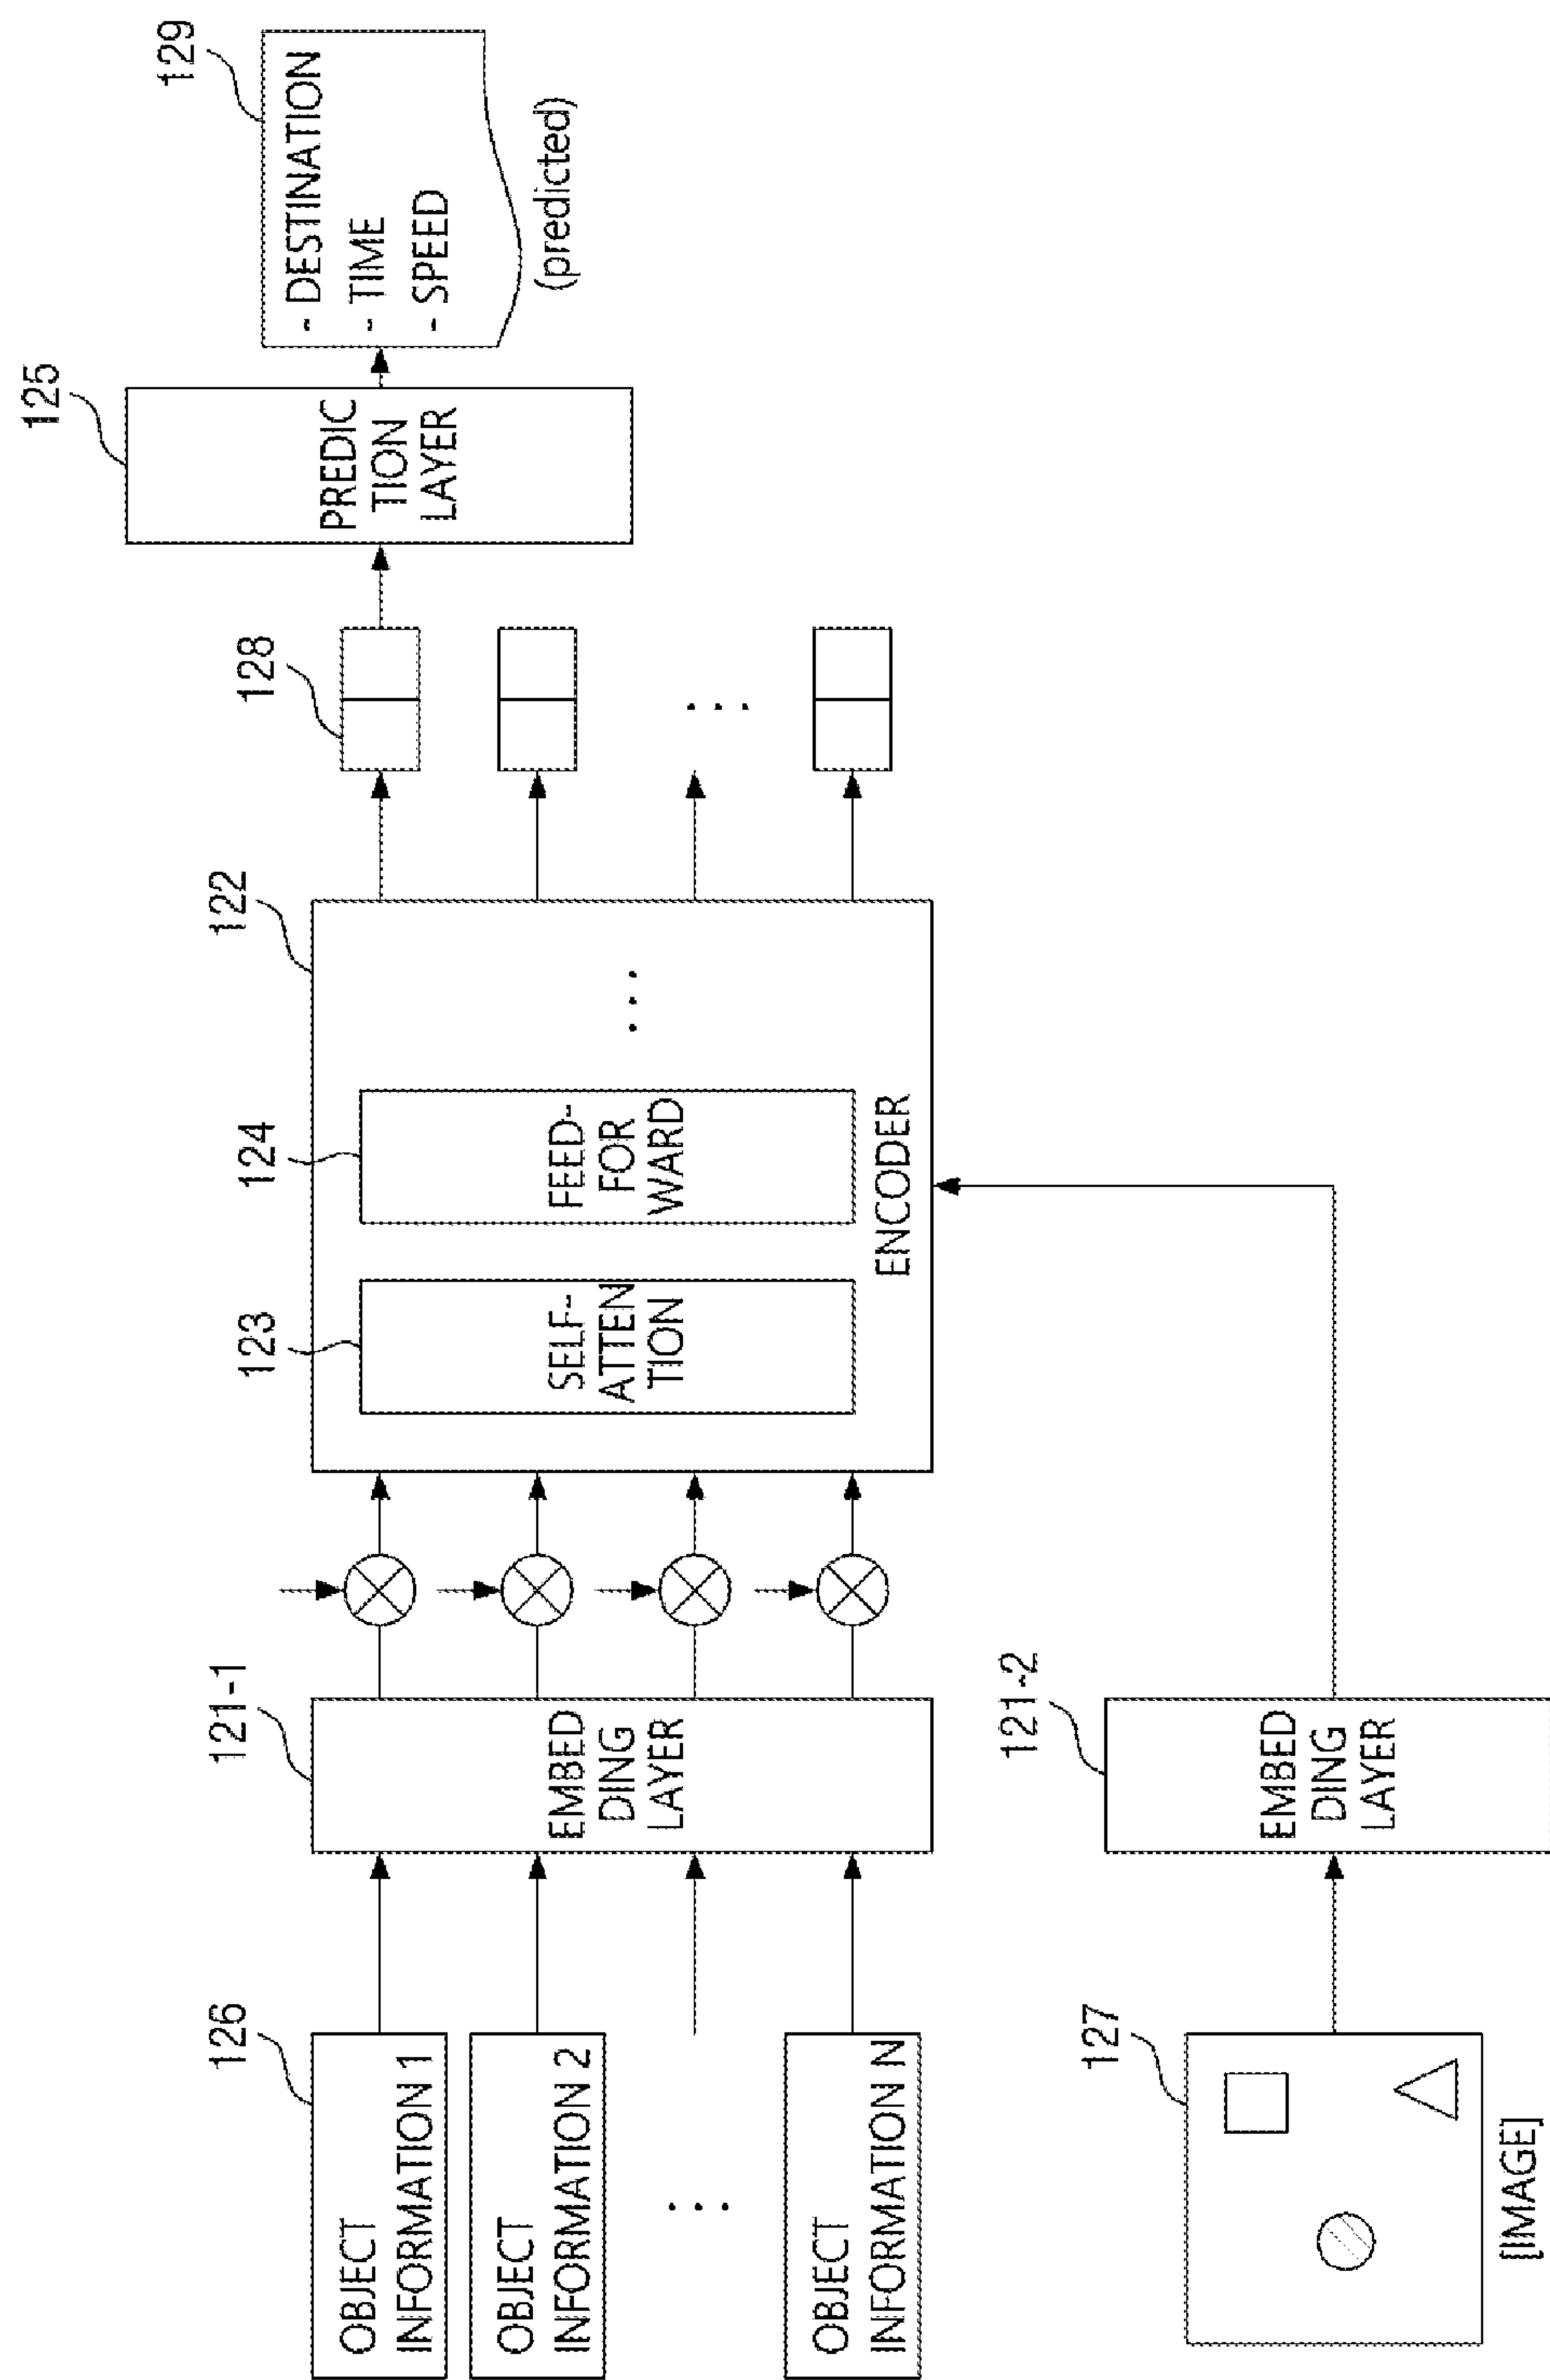 126
OBJECT
INFORMATION 1
OBJECT
INFORMATION 2
...
OBJECT
INFORMATION N
121-1
EMBED
DING
LAYER
122
123
SELF-
ATTEN
TION
124
FEED-
FOR
WARD
...
ENCODER
128
...
125
PREDIC
TION
LAYER
129
- DESTINATION
- TIME
- SPEED
(predicted)
127
[IMAGE]
121-2
EMBED
DING
LAYER